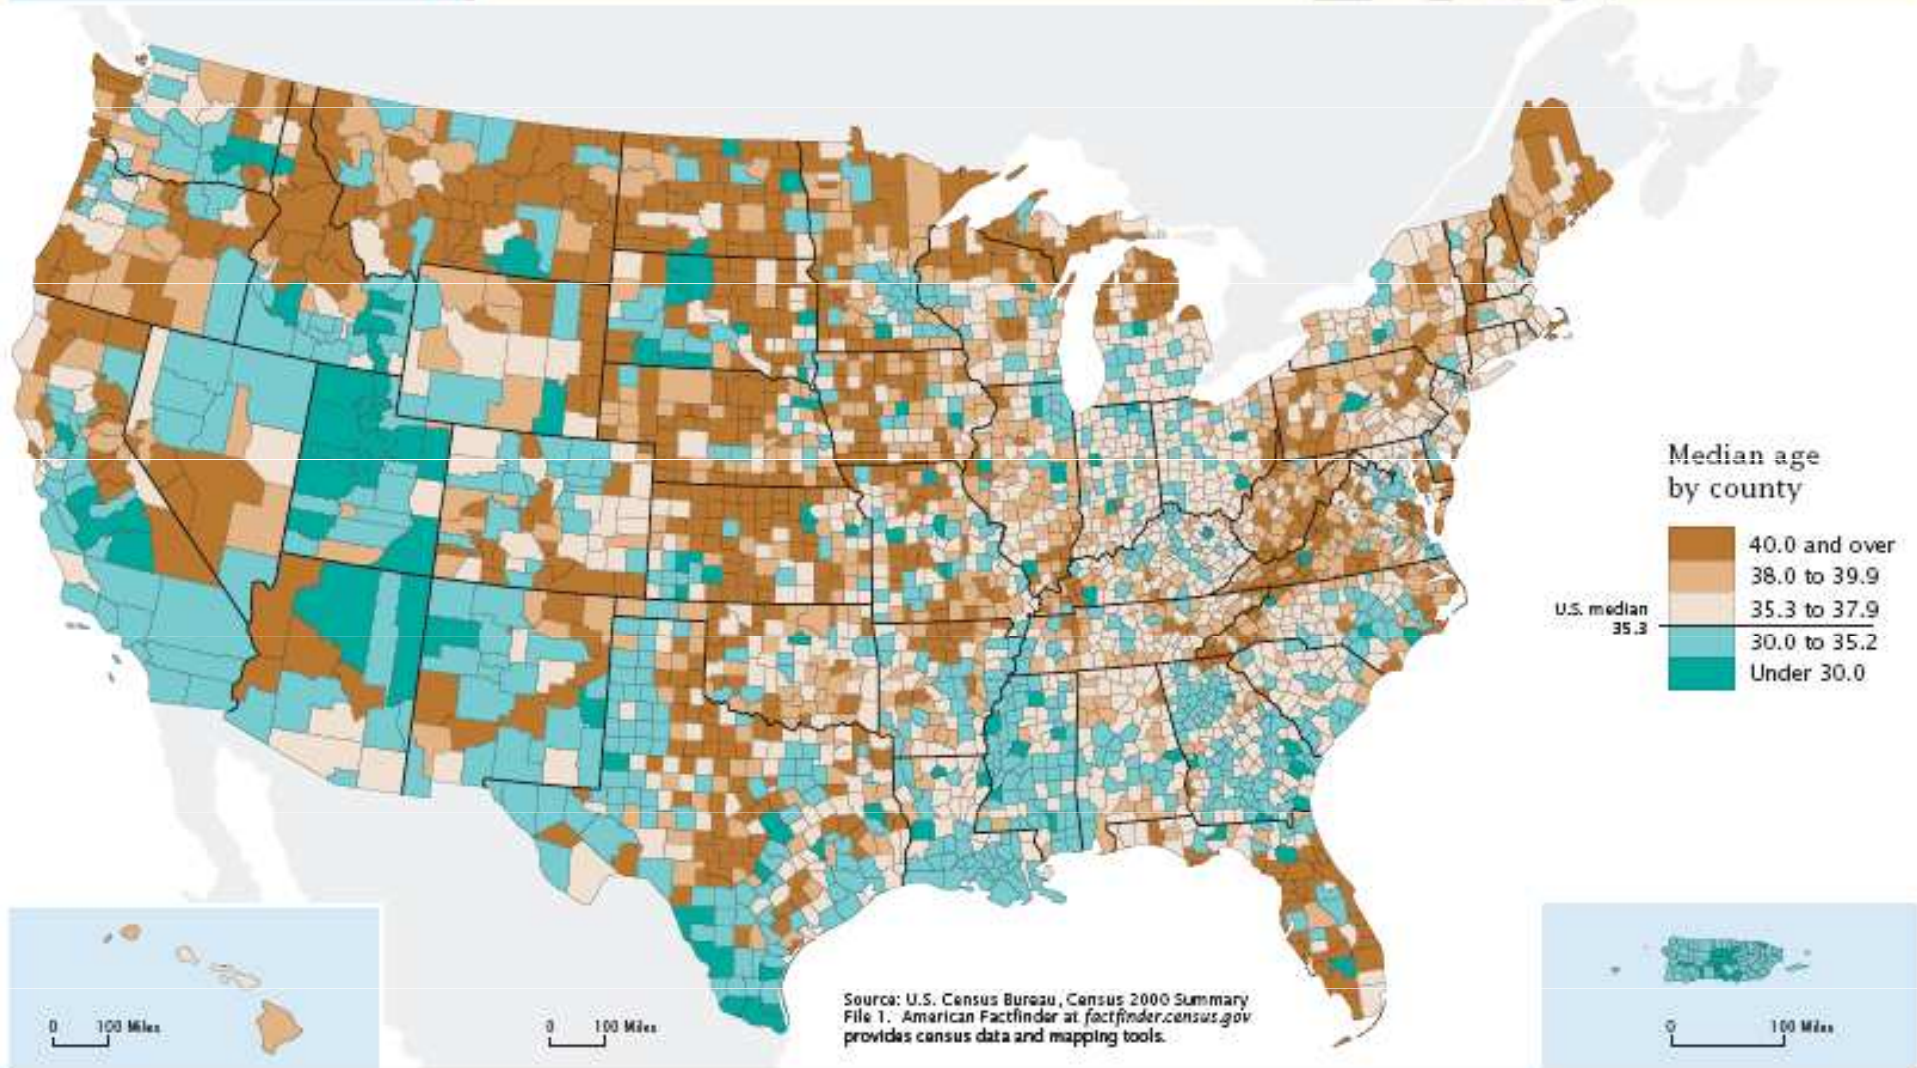 Median age
by county
40.0 and over
38.0 to 39.9
35.3 to 37.9
U.S. median
35.3
30.0 to 35.2
Under 30.0
0 100 Miles
0 100 Miles
Source: U.S. Census Bureau, Census 2000 Summary
File 1. American Factfinder at factfinder.census.gov
provides census data and mapping tools.
0 100 Miles